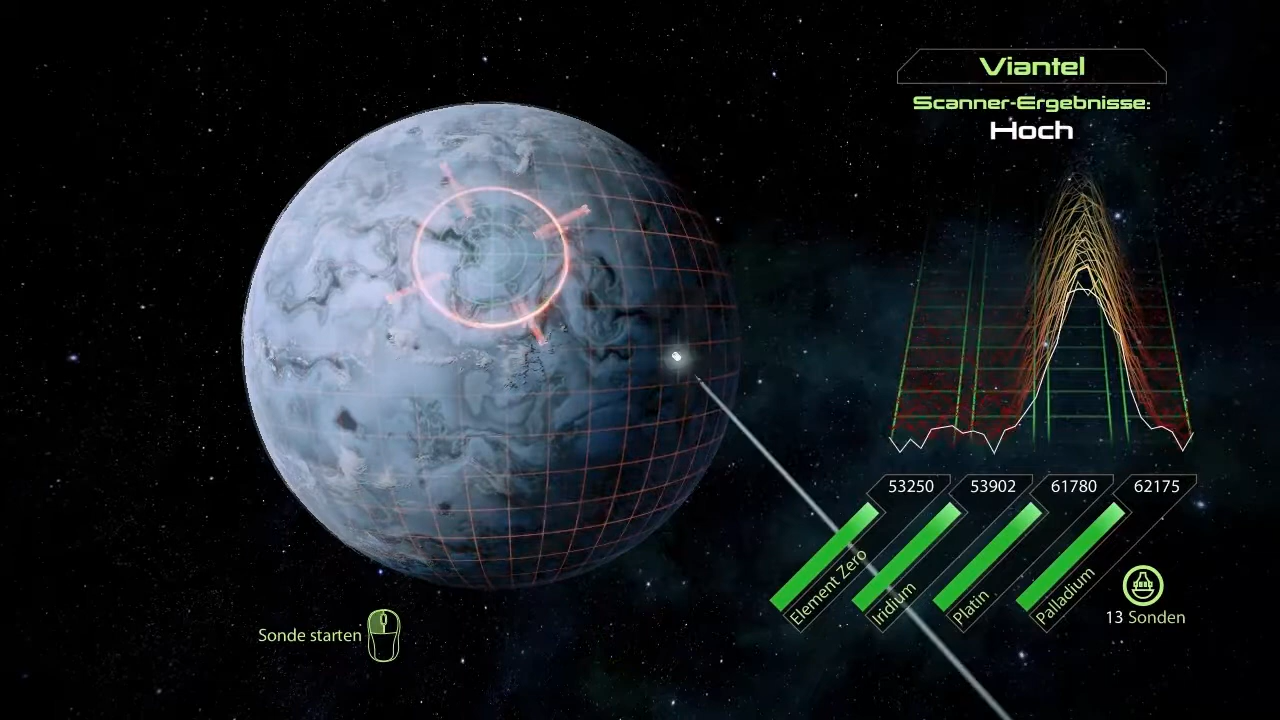 Viantel
Scanner-Ergebnisse:
Hoch
53250
53902
61780
62175
Element Zero
Iridium
Platin
Palladium
13 Sonden
Sonde starten